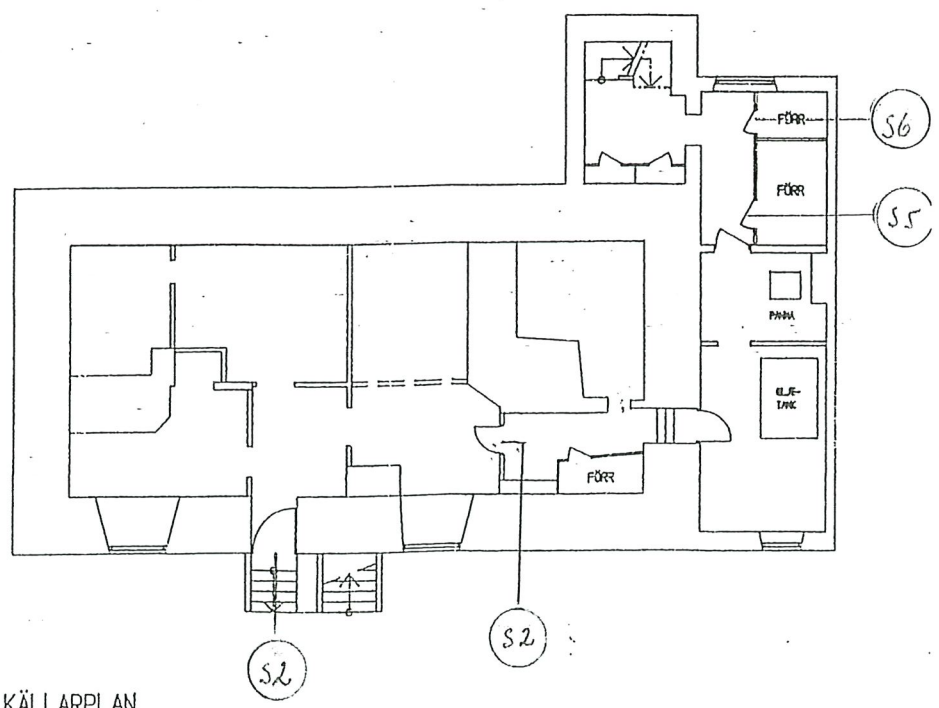 FÖRR
S6
FÖRR
S5
PANNA
OLJE-
TANK
FÖRR
S2
S2
KÄLLARPLAN